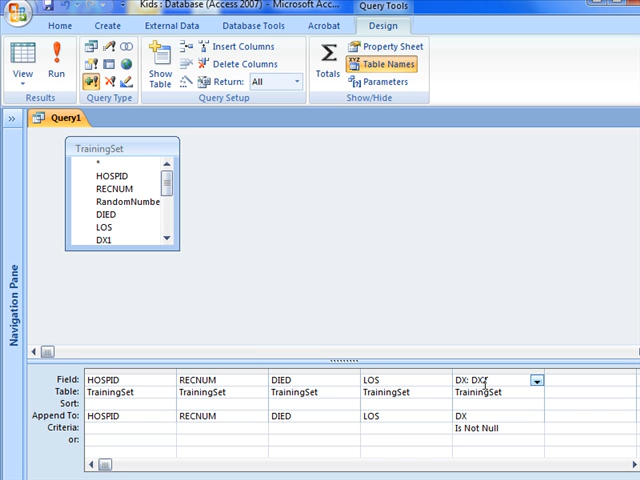 Kids : Database (Access 2007) - Microsoft Acc...
Query Tools
Home
Create
External Data
Database Tools
Acrobat
Design
View
Run
Results
Query Type
Show
Table
Insert Columns
Delete Columns
Return: All
Query Setup
Σ
Totals
Property Sheet
XYZ Table Names
Parameters
Show/Hide
»
Query1
Navigation Pane
TrainingSet
*
HOSPID
RECNUM
RandomNumbe
DIED
LOS
DX1
Field: HOSPID RECNUM DIED LOS
Table: TrainingSet TrainingSet TrainingSet TrainingSet TrainingSet
Sort:
Append To: HOSPID RECNUM DIED LOS DX
Criteria: Is Not Null
or: